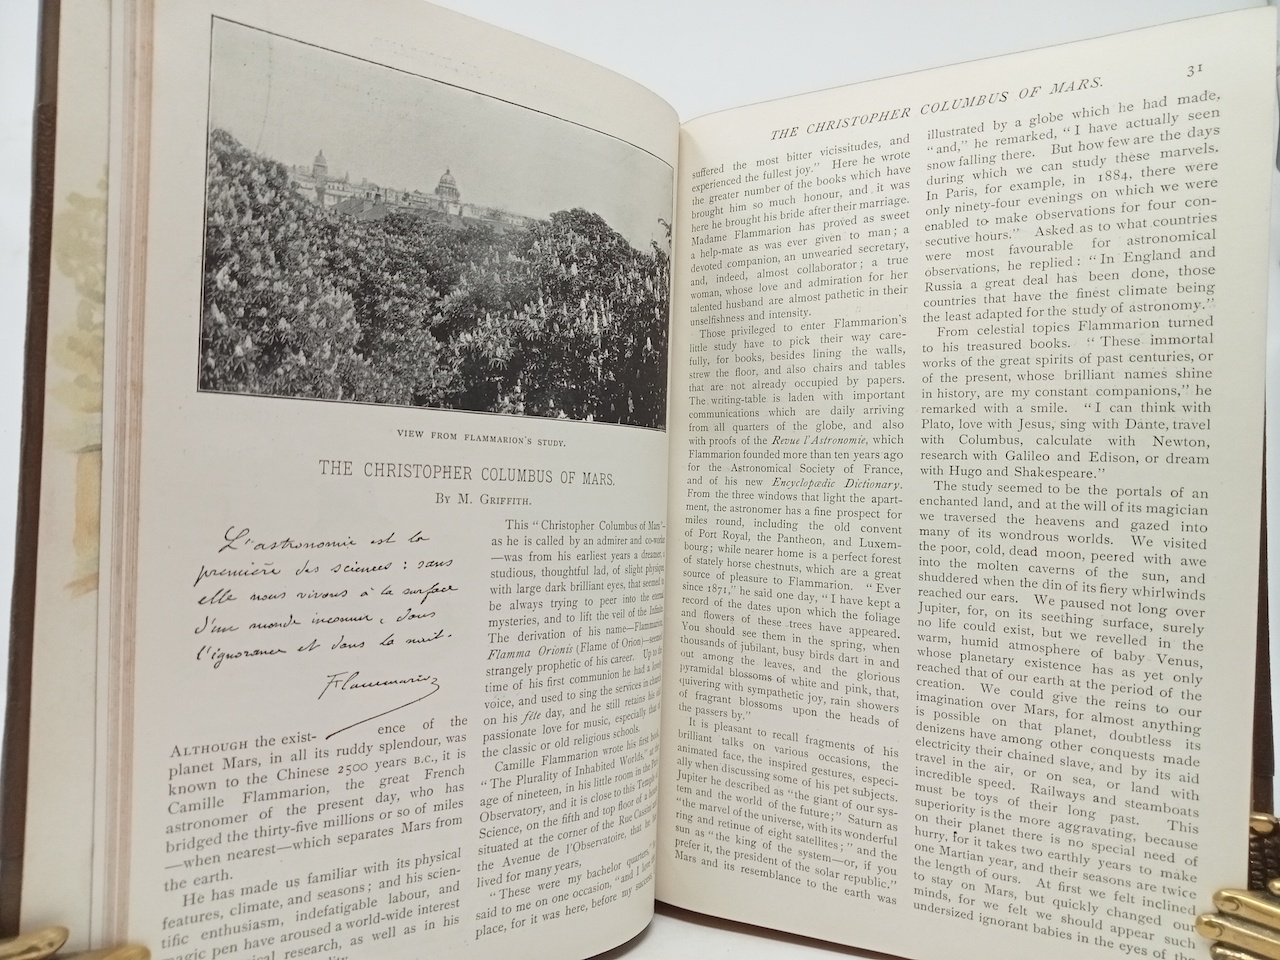 VIEW FROM FLAMMARION'S STUDY.
THE CHRISTOPHER COLUMBUS OF MARS.
BY M. GRIFFITH.
L'astronomie est la
première des sciences : sans
elle nous vivons à la surface
d'un monde inconnu, dans
l'ignorance et dans la nuit.
Flammarion
ALTHOUGH the exist- ence of the
planet Mars, in all its ruddy splendour, was
known to the Chinese 2500 years B.C., it is
Camille Flammarion, the great French
astronomer of the present day, who has
bridged the thirty-five millions or so of miles
—when nearest—which separates Mars from
the earth.
He has made us familiar with its physical
features, climate, and seasons; and his scien-
tific enthusiasm, indefatigable labour, and
magic pen have aroused a world-wide interest
research, as well as in his
This "Christopher Columbus of Mars"—
as he is called by an admirer and co-worker
—was from his earliest years a dreamer, a
studious, thoughtful lad, of slight physique,
with large dark brilliant eyes, that seemed to
be always trying to peer into the eternal
mysteries, and to lift the veil of the Infinite.
The derivation of his name—Flammarion,
Flamma Orionis (Flame of Orion)—seemed
strangely prophetic of his career. Up to the
time of his first communion he had a lovely
voice, and used to sing the services in church
on his fête day, and he still retains his old
passionate love for music, especially that of
the classic or old religious schools.
Camille Flammarion wrote his first book,
"The Plurality of Inhabited Worlds," at the
age of nineteen, in his little room in the Paris
Observatory, and it is close to this Temple of
Science, on the fifth and top floor of a house
situated at the corner of the Rue Cassini and
the Avenue de l'Observatoire, that he has
lived for many years,
"These were my bachelor quarters," he
said to me on one occasion, "and I love the
place, for it was here, before my success, I
THE CHRISTOPHER COLUMBUS OF MARS.
31
suffered the most bitter vicissitudes, and
experienced the fullest joy." Here he wrote
the greater number of the books which have
brought him so much honour, and it was
here he brought his bride after their marriage.
Madame Flammarion has proved as sweet
a help-mate as was ever given to man; a
devoted companion, an unwearied secretary,
and, indeed, almost collaborator; a true
woman, whose love and admiration for her
talented husband are almost pathetic in their
unselfishness and intensity.
Those privileged to enter Flammarion's
little study have to pick their way care-
fully, for books, besides lining the walls,
strew the floor, and also chairs and tables
that are not already occupied by papers.
The writing-table is laden with important
communications which are daily arriving
from all quarters of the globe, and also
with proofs of the Revue l'Astronomie, which
Flammarion founded more than ten years ago
for the Astronomical Society of France,
and of his new Encyclopædic Dictionary.
From the three windows that light the apart-
ment, the astronomer has a fine prospect for
miles round, including the old convent
of Port Royal, the Pantheon, and Luxem-
bourg; while nearer home is a perfect forest
of stately horse chestnuts, which are a great
source of pleasure to Flammarion. "Ever
since 1871," he said one day, "I have kept a
record of the dates upon which the foliage
and flowers of these trees have appeared.
You should see them in the spring, when
thousands of jubilant, busy birds dart in and
out among the leaves, and the glorious
pyramidal blossoms of white and pink, that,
quivering with sympathetic joy, rain showers
of fragrant blossoms upon the heads of
the passers by."
It is pleasant to recall fragments of his
brilliant talks on various occasions, the
animated face, the inspired gestures, especi-
ally when discussing some of his pet subjects.
Jupiter he described as "the giant of our sys-
tem and the world of the future;" Saturn as
"the marvel of the universe, with its wonderful
ring and retinue of eight satellites;" and the
sun as "the king of the system—or, if you
prefer it, the president of the solar republic."
Mars and its resemblance to the earth was
illustrated by a globe which he had made,
"and," he remarked, "I have actually seen
snow falling there. But how few are the days
during which we can study these marvels.
In Paris, for example, in 1884, there were
only ninety-four evenings on which we were
enabled to make observations for four con-
secutive hours." Asked as to what countries
were most favourable for astronomical
observations, he replied: "In England and
Russia a great deal has been done, those
countries that have the finest climate being
the least adapted for the study of astronomy."
From celestial topics Flammarion turned
to his treasured books. "These immortal
works of the great spirits of past centuries, or
of the present, whose brilliant names shine
in history, are my constant companions," he
remarked with a smile. "I can think with
Plato, love with Jesus, sing with Dante, travel
with Columbus, calculate with Newton,
research with Galileo and Edison, or dream
with Hugo and Shakespeare."
The study seemed to be the portals of an
enchanted land, and at the will of its magician
we traversed the heavens and gazed into
many of its wondrous worlds. We visited
the poor, cold, dead moon, peered with awe
into the molten caverns of the sun, and
shuddered when the din of its fiery whirlwinds
reached our ears. We paused not long over
Jupiter, for, on its seething surface, surely
no life could exist, but we revelled in the
warm, humid atmosphere of baby Venus,
whose planetary existence has as yet only
reached that of our earth at the period of the
creation. We could give the reins to our
imagination over Mars, for almost anything
is possible on that planet, doubtless its
denizens have among other conquests made
electricity their chained slave, and by its aid
travel in the air, or on sea, or land with
incredible speed. Railways and steamboats
must be toys of their long past. This
superiority is the more aggravating, because
on their planet there is no special need of
hurry, for it takes two earthly years to make
one Martian year, and their seasons are twice
the length of ours. At first we felt inclined
to stay on Mars, but quickly changed our
minds, for we felt we should appear such
undersized ignorant babies in the eyes of the